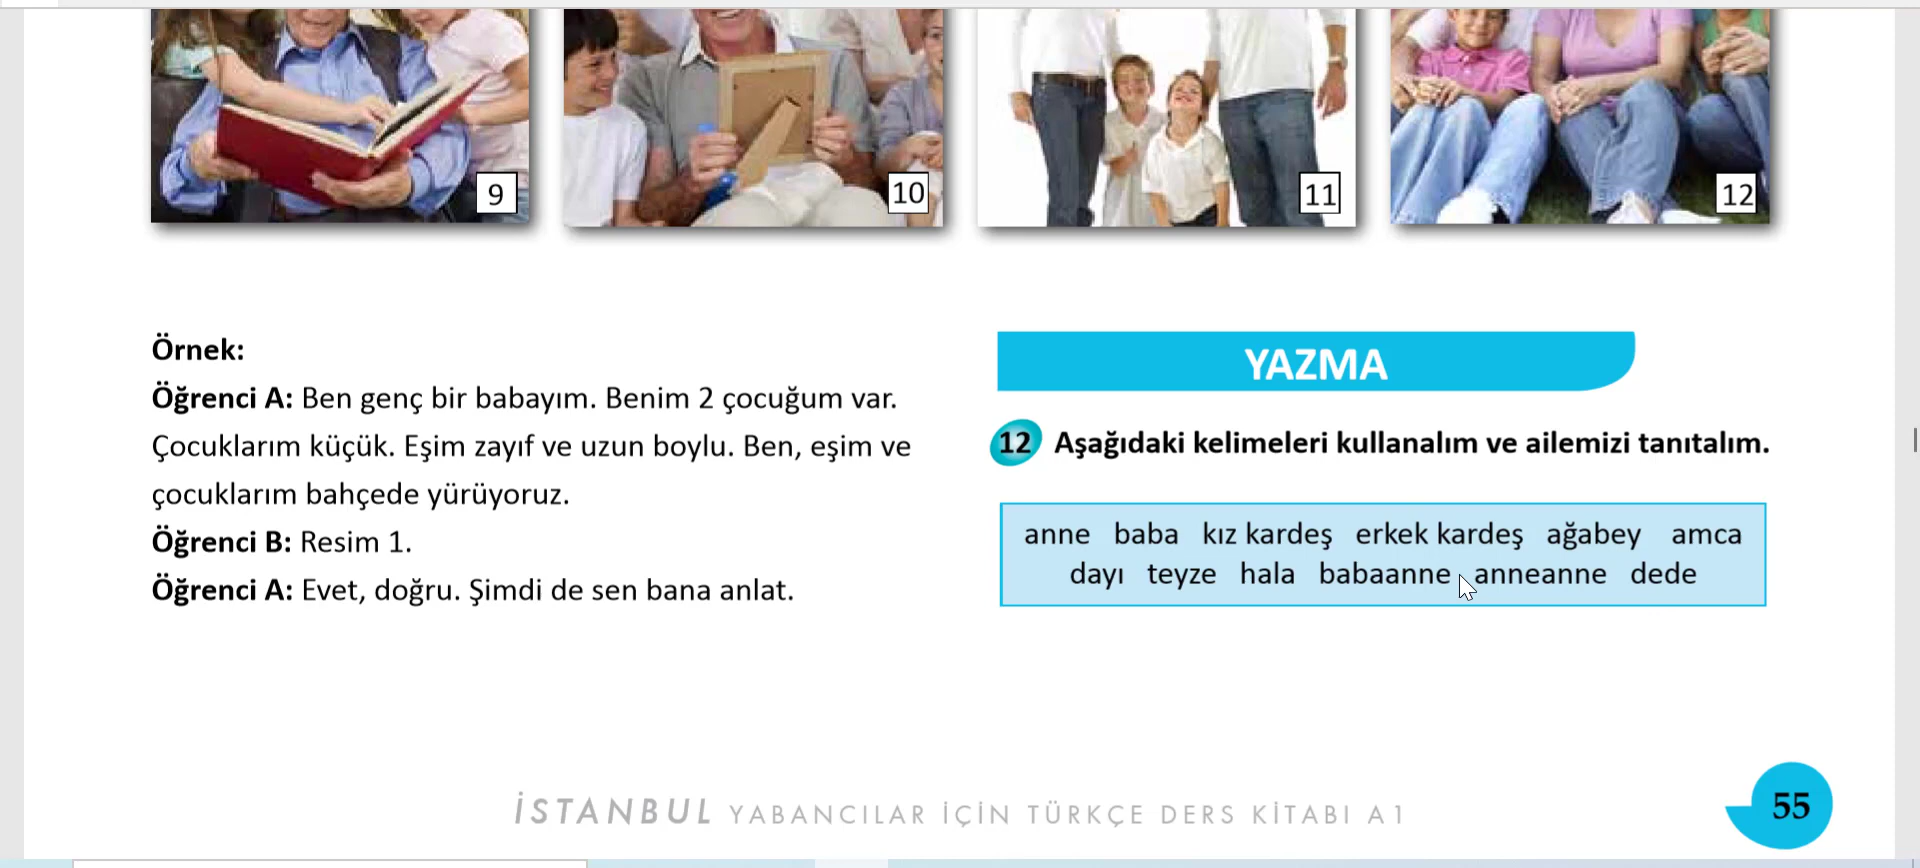 9
10
11
12
Örnek:
Öğrenci A: Ben genç bir babayım. Benim 2 çocuğum var.
Çocuklarım küçük. Eşim zayıf ve uzun boylu. Ben, eşim ve
çocuklarım bahçede yürüyoruz.
Öğrenci B: Resim 1.
Öğrenci A: Evet, doğru. Şimdi de sen bana anlat.
YAZMA
12 Aşağıdaki kelimeleri kullanalım ve ailemizi tanıtalım.
anne baba kız kardeş erkek kardeş ağabey amca
dayı teyze hala babaanne anneanne dede
İSTANBUL YABANCILAR İÇİN TÜRKÇE DERS KİTABI A1
55